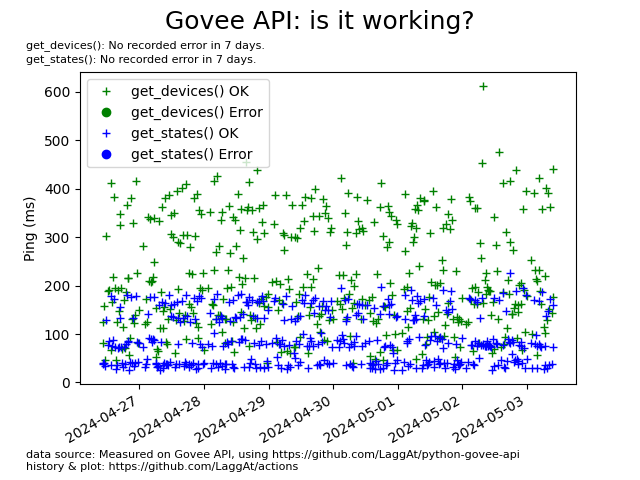 Govee API: is it working?
get_devices(): No recorded error in 7 days.
get_states(): No recorded error in 7 days.
get_devices() OK
get_devices() Error
get_states() OK
get_states() Error
Ping (ms)
600
500
400
300
200
100
0
2024-04-27
2024-04-28
2024-04-29
2024-04-30
2024-05-01
2024-05-02
2024-05-03
data source: Measured on Govee API, using https://github.com/LaggAt/python-govee-api
history & plot: https://github.com/LaggAt/actions